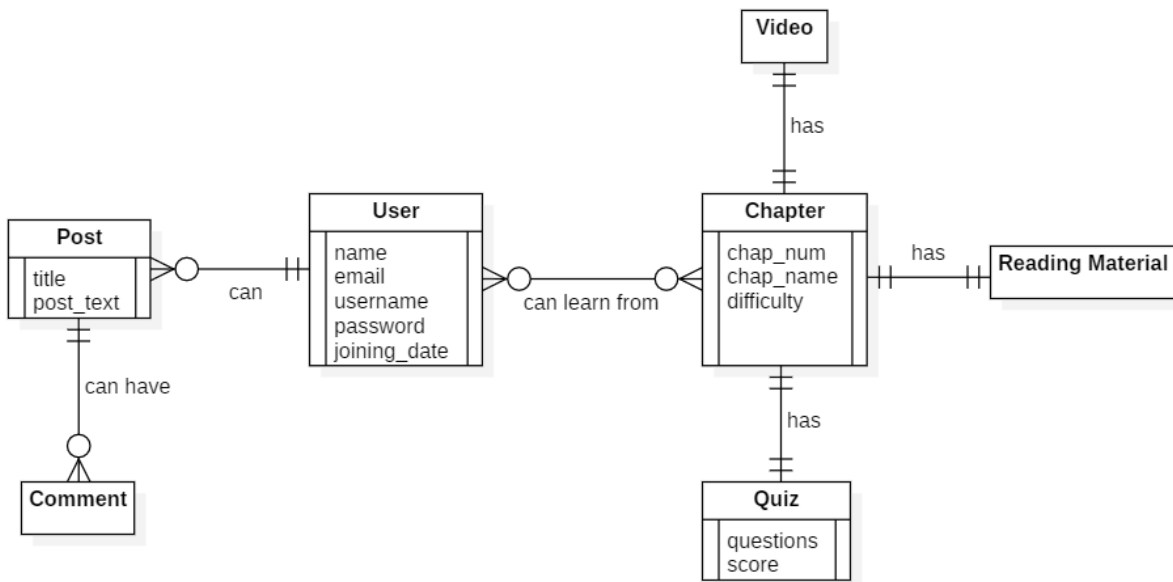 Video
has
User
name
email
username
password
joining_date
Chapter
chap_num
chap_name
difficulty
Post
title
post_text
can
can learn from
has
Reading Material
can have
has
Comment
Quiz
questions
score